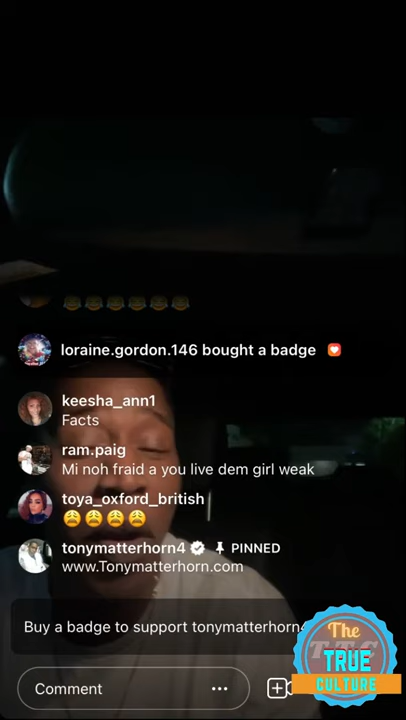 loraine.gordon.146 bought a badge
keesha_ann1
Facts
ram.paig
Mi noh fraid a you live dem girl weak
toya_oxford_british
😩😩😩😩
tonymatterhorn4 PINNED
www.Tonymatterhorn.com
Buy a badge to support tonymatterhorn4
Comment
The
TRUE
CULTURE